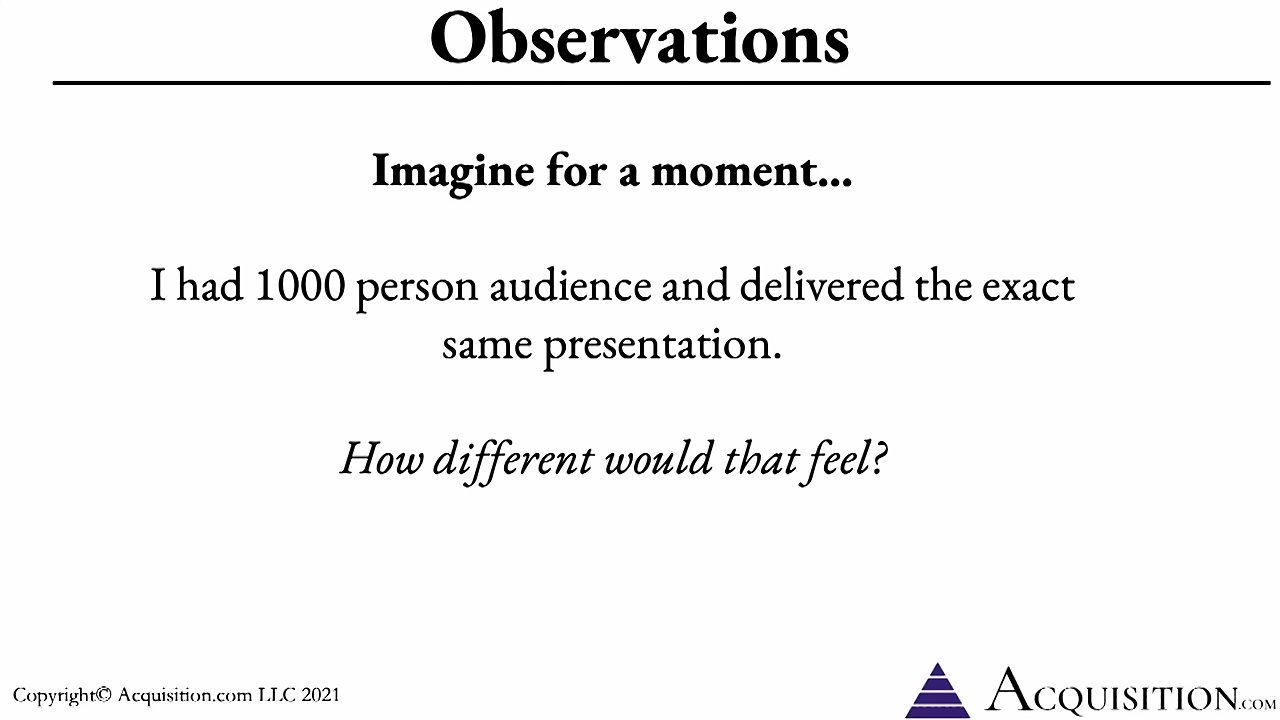 Observations
Imagine for a moment...
I had 1000 person audience and delivered the exact
same presentation.
How different would that feel?
Copyright© Acquisition.com LLC 2021
ACQUISITION.COM